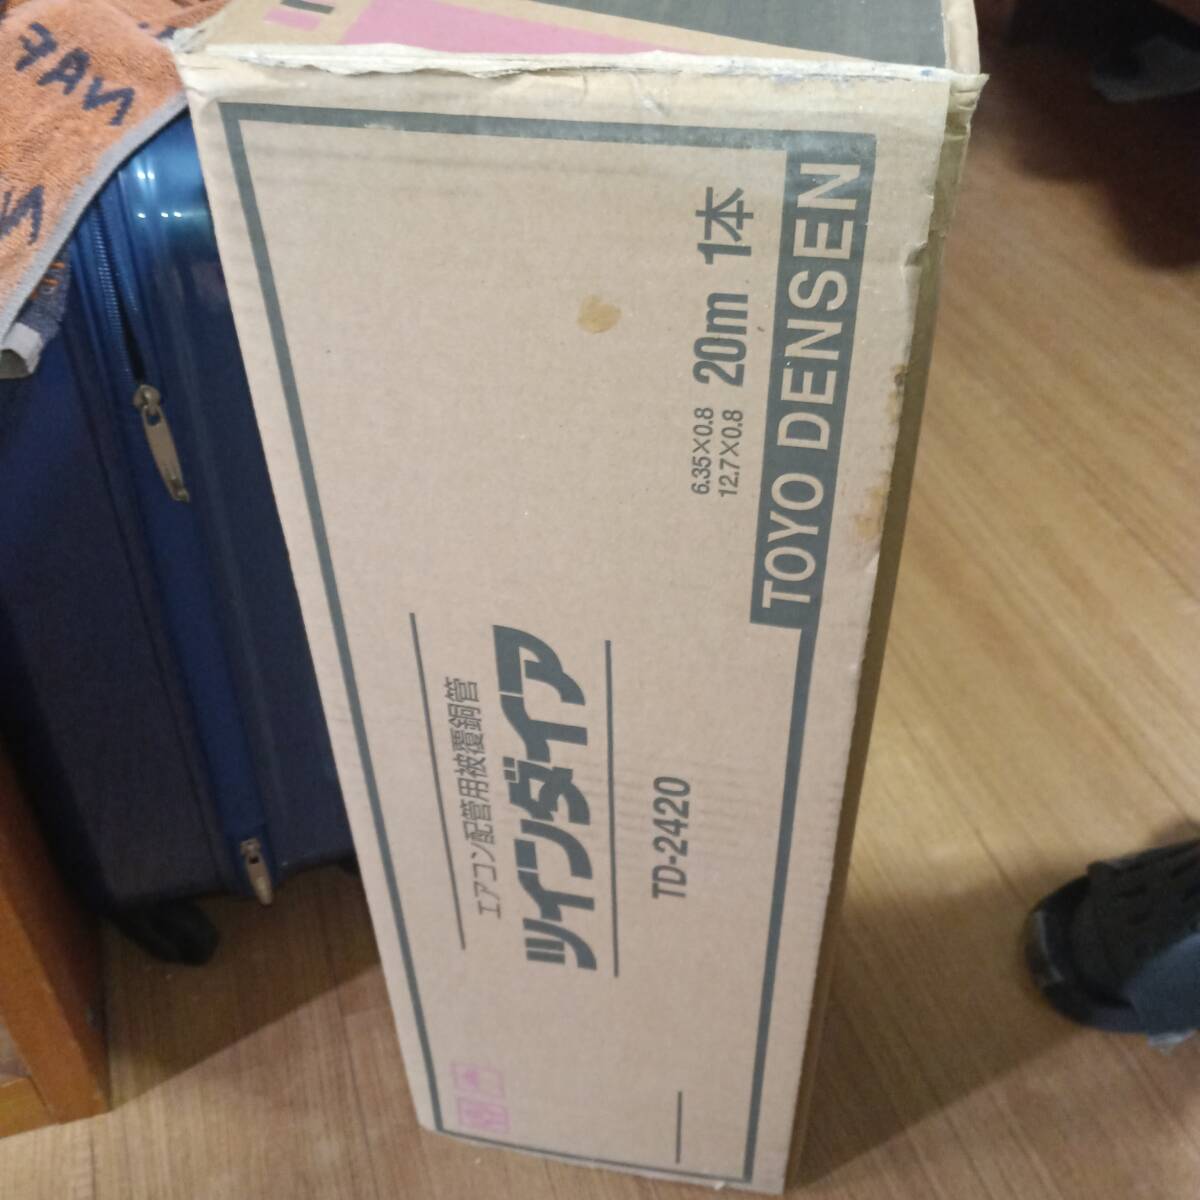 エアコン配管用被覆銅管
ツインダイア
TD-2420
6.35×0.8
12.7×0.8
20m 1本
TOYO DENSEN